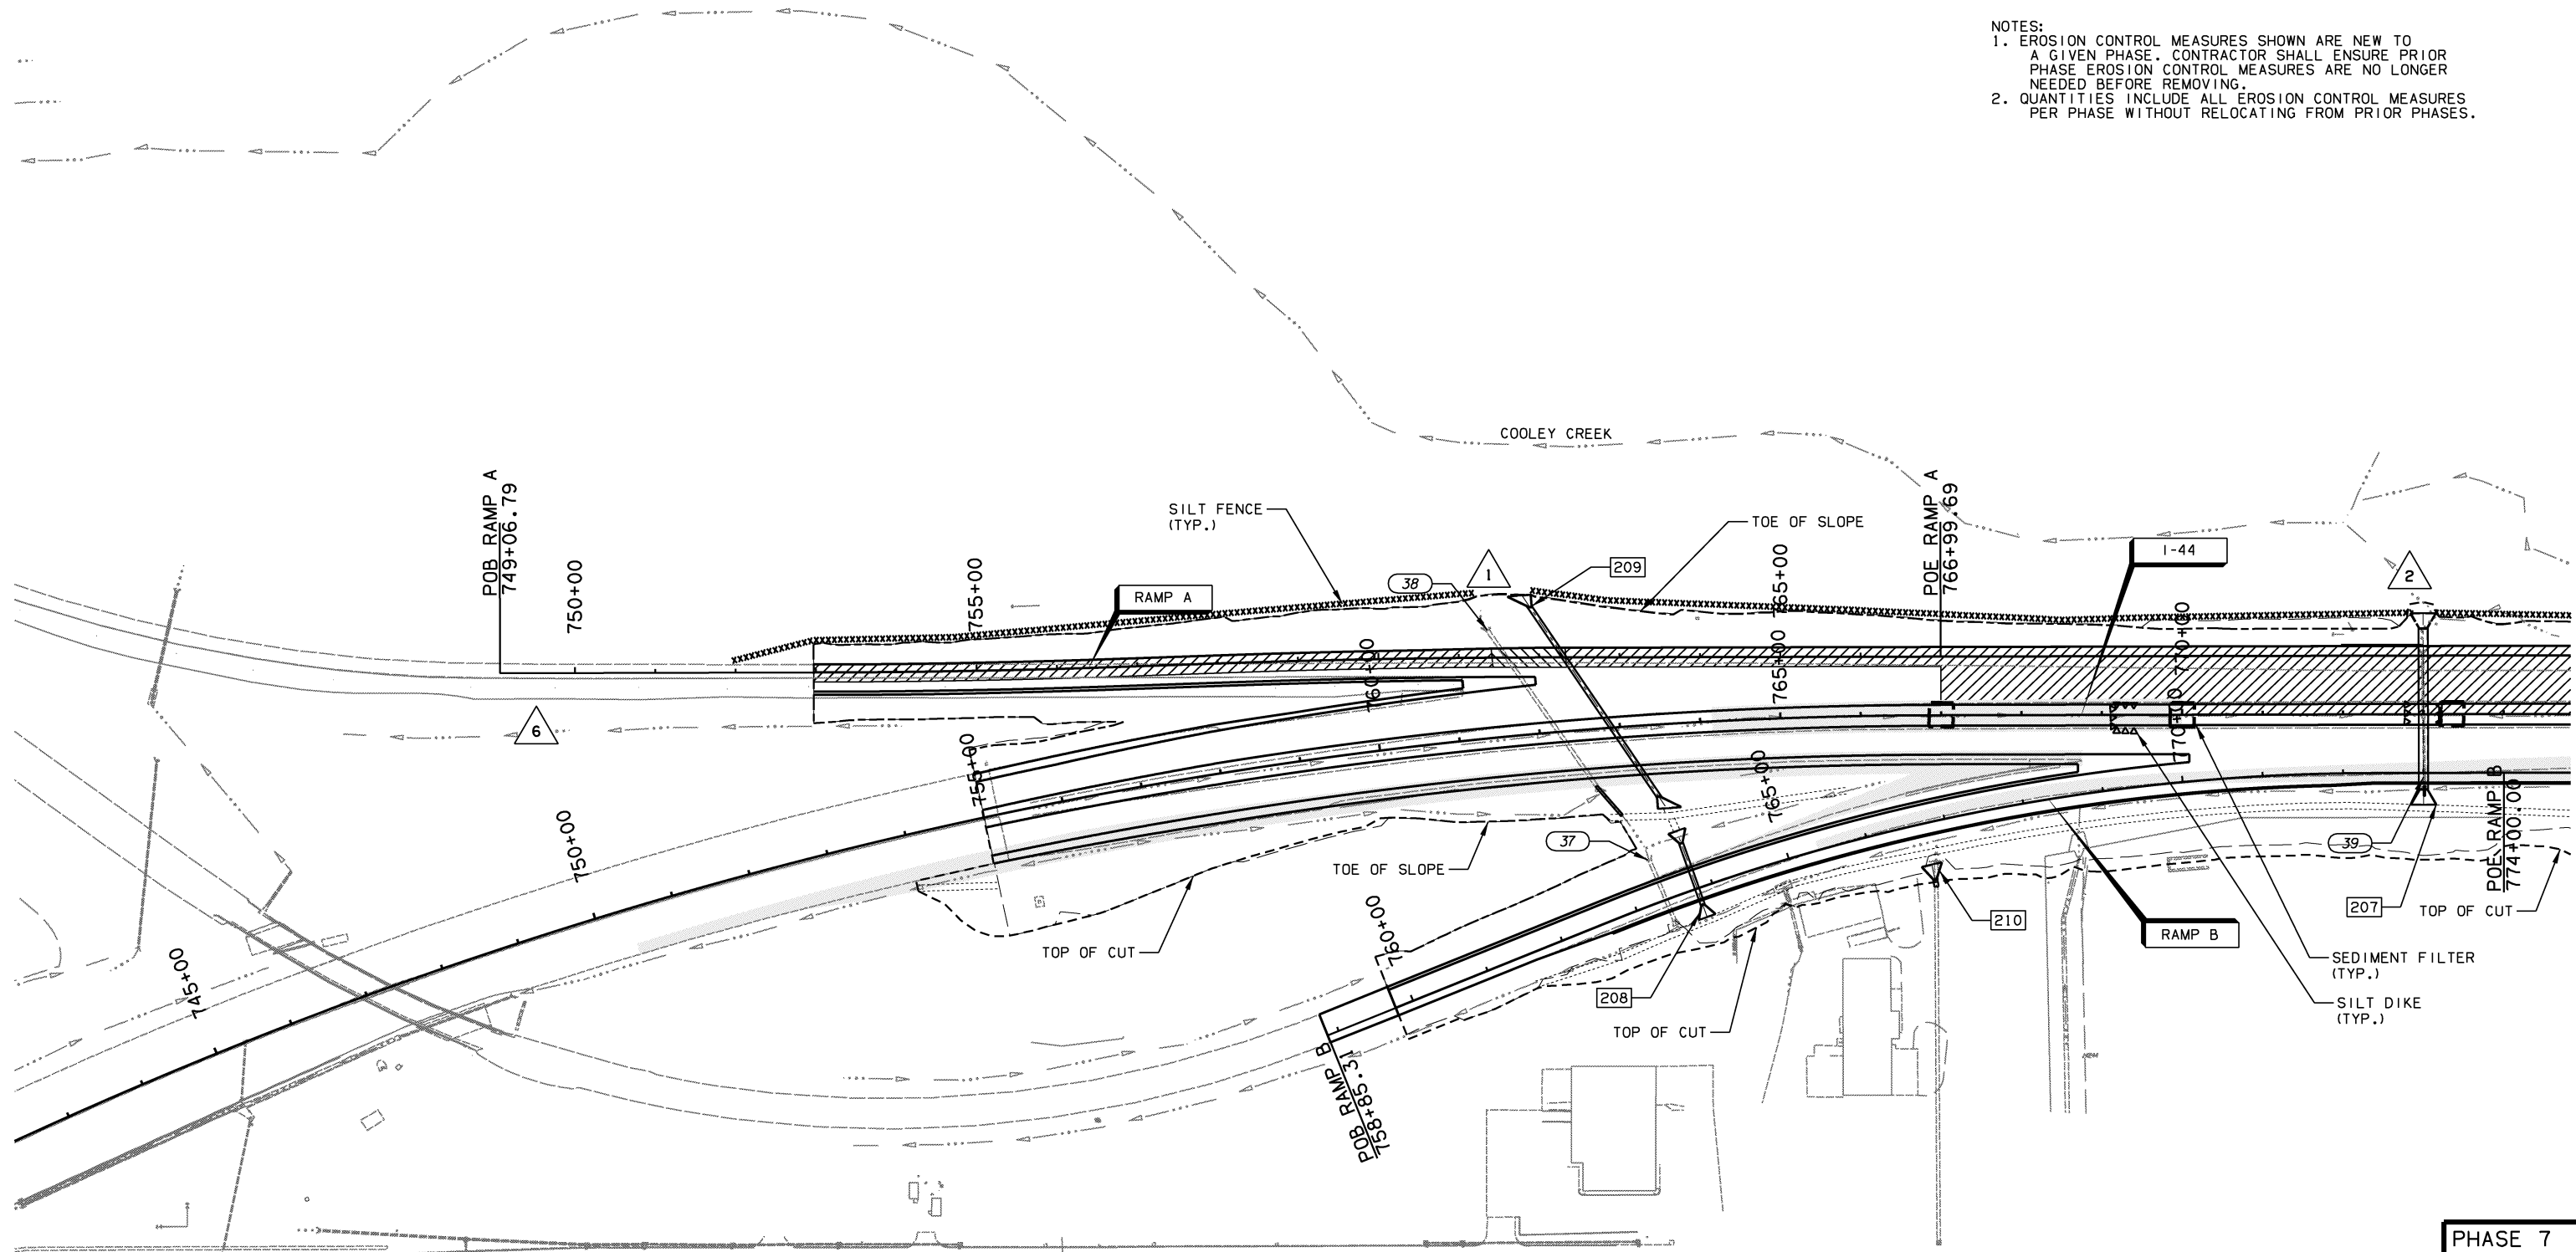 NOTES:
1. EROSION CONTROL MEASURES SHOWN ARE NEW TO
A GIVEN PHASE. CONTRACTOR SHALL ENSURE PRIOR
PHASE EROSION CONTROL MEASURES ARE NO LONGER
NEEDED BEFORE REMOVING.
2. QUANTITIES INCLUDE ALL EROSION CONTROL MEASURES
PER PHASE WITHOUT RELOCATING FROM PRIOR PHASES.
COOLEY CREEK
POB RAMP A
749+06.79
750+00
755+00
SILT FENCE
(TYP.)
RAMP A
38
1
209
TOE OF SLOPE
765+00
POE RAMP A
766+99.69
I-44
770+00
2
6
760+00
765+00
770+00
755+00
750+00
745+00
765+00
37
TOE OF SLOPE
TOP OF CUT
760+00
POB RAMP B
758+85.31
208
TOP OF CUT
210
RAMP B
39
207
POE RAMP B
774+00.00
TOP OF CUT
SEDIMENT FILTER
(TYP.)
SILT DIKE
(TYP.)
PHASE 7